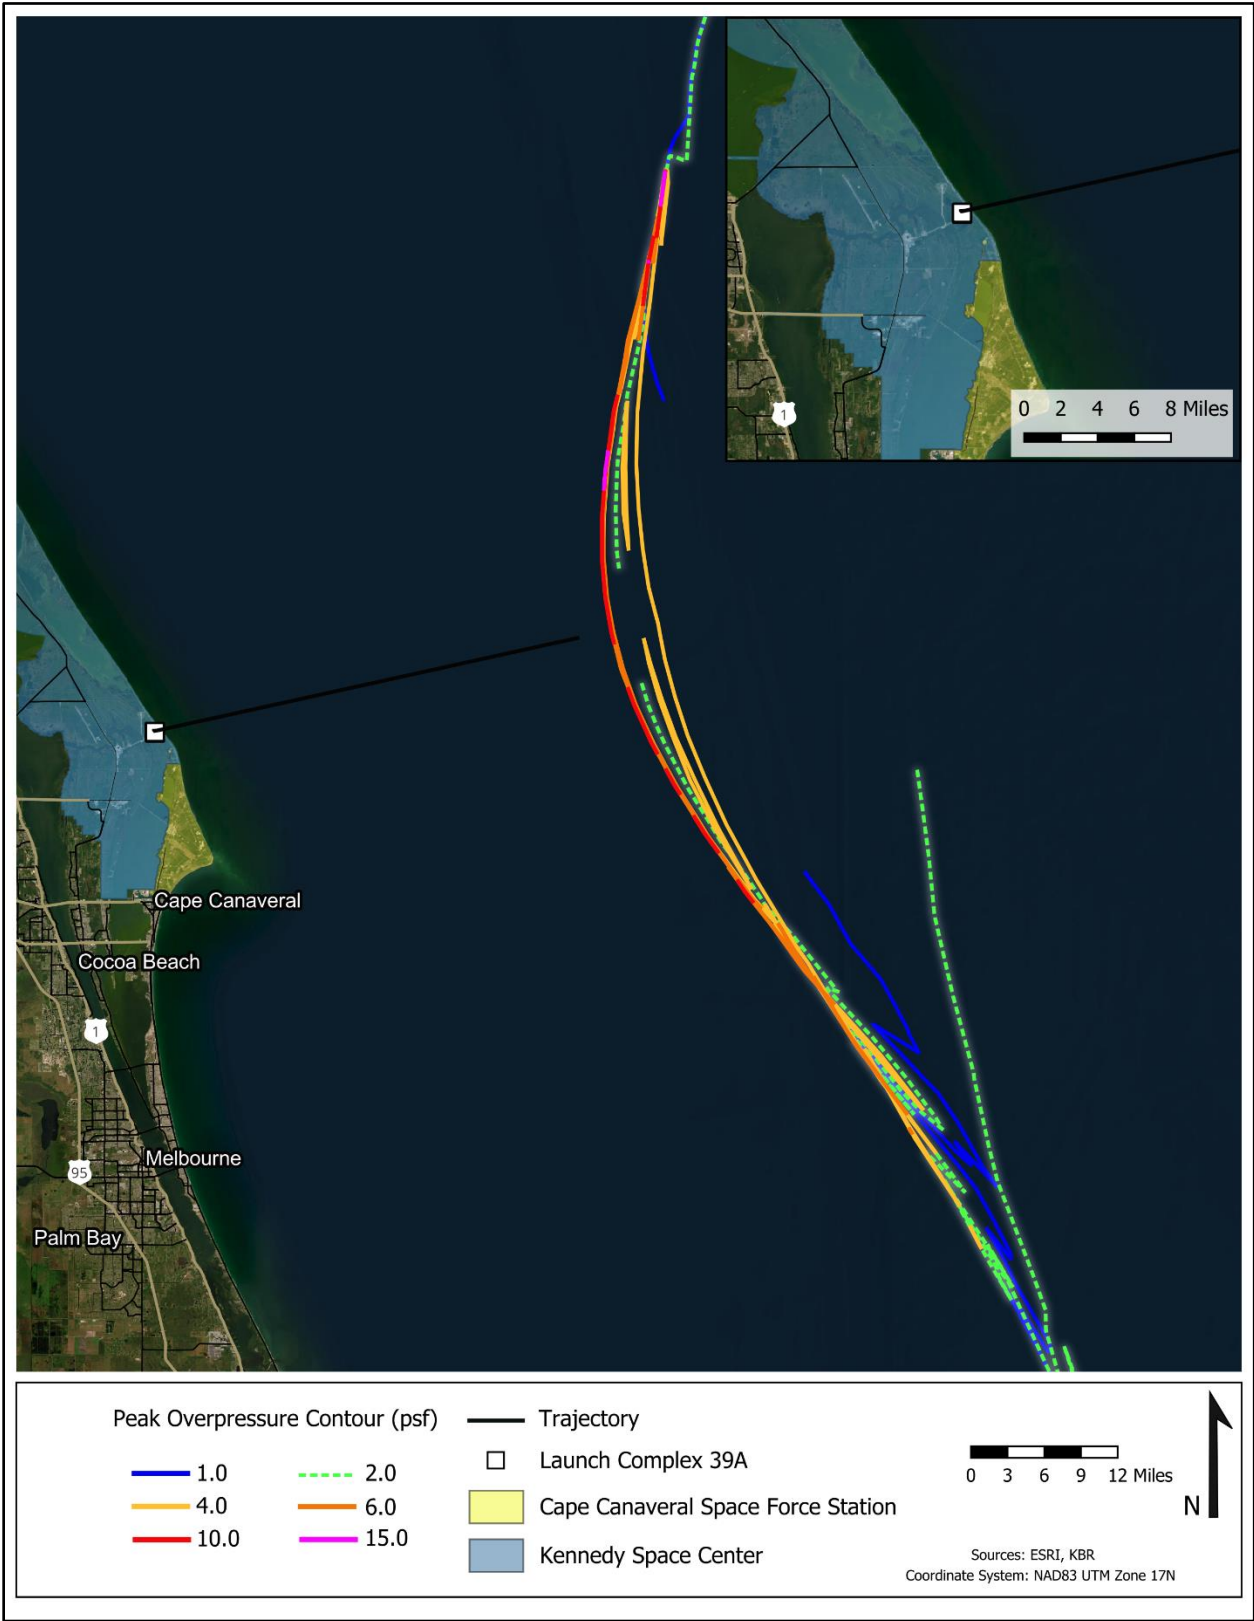 0 2 4 6 8 Miles
1
Cape Canaveral
Cocoa Beach
1
Melbourne
95
Palm Bay
Peak Overpressure Contour (psf)
1.0
2.0
4.0
6.0
10.0
15.0
Trajectory
Launch Complex 39A
Cape Canaveral Space Force Station
Kennedy Space Center
0 3 6 9 12 Miles
N
Sources: ESRI, KBR
Coordinate System: NAD83 UTM Zone 17N